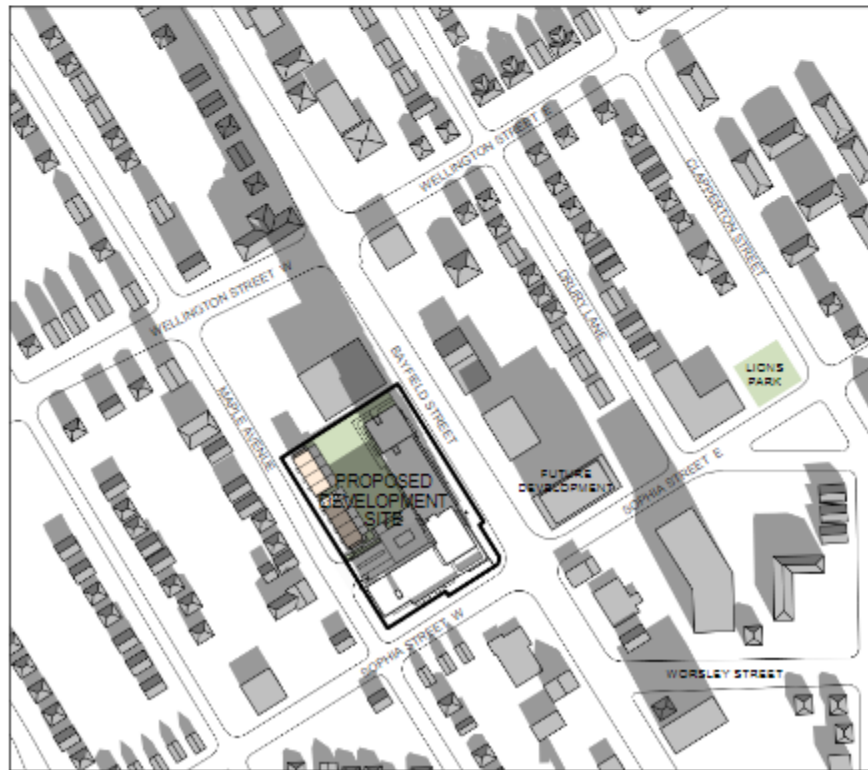 WELLINGTON STREET E
CLAPPERTON STREET
WELLINGTON STREET W
DRURY LANE
BAYFIELD STREET
LIONS
PARK
MAPLE AVENUE
PROPOSED
DEVELOPMENT
SITE
FUTURE
DEVELOPMENT
SOPHIA STREET E
SOPHIA STREET W
WORSLEY STREET